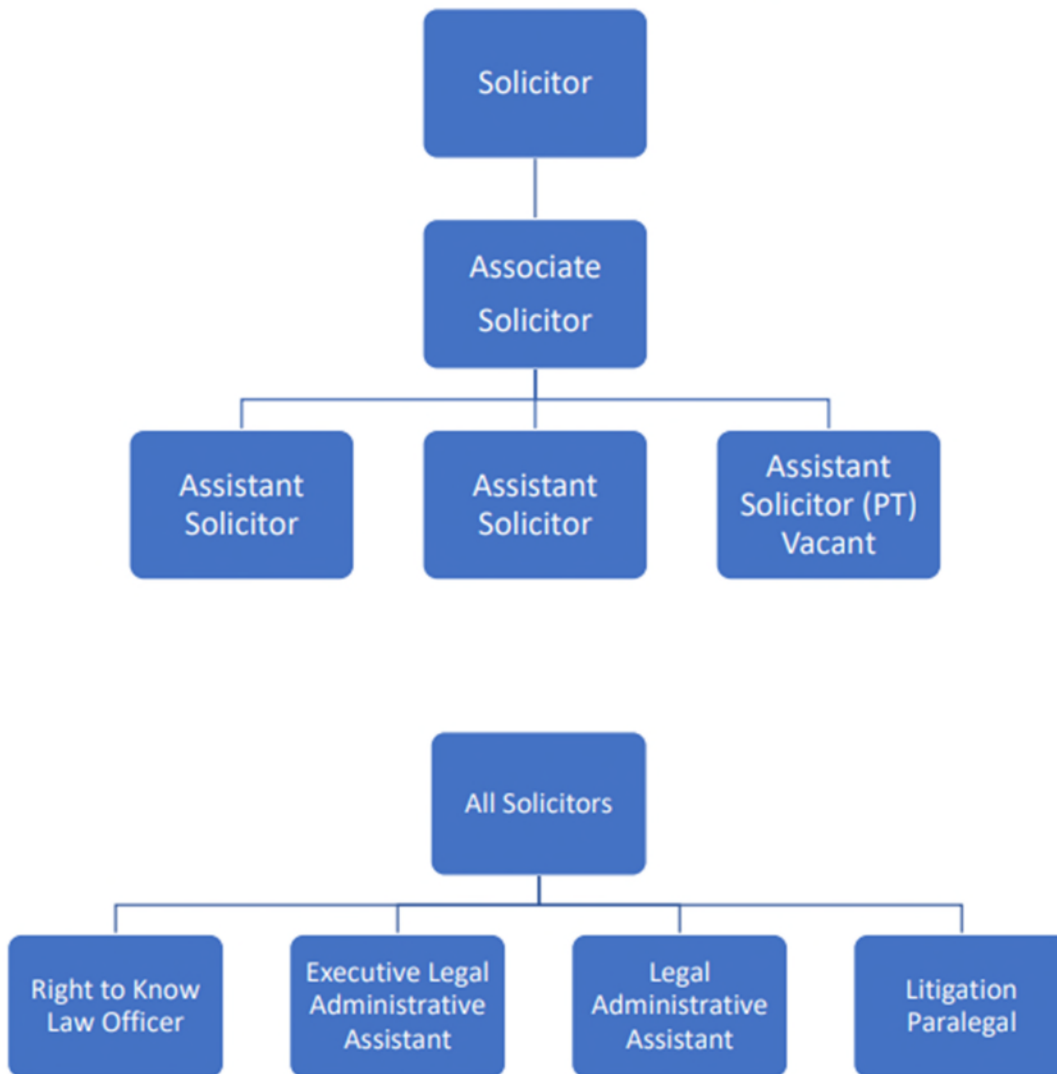 Solicitor
Associate
Solicitor
Assistant
Solicitor
Assistant
Solicitor
Assistant
Solicitor (PT)
Vacant
All Solicitors
Right to Know
Law Officer
Executive Legal
Administrative
Assistant
Legal
Administrative
Assistant
Litigation
Paralegal